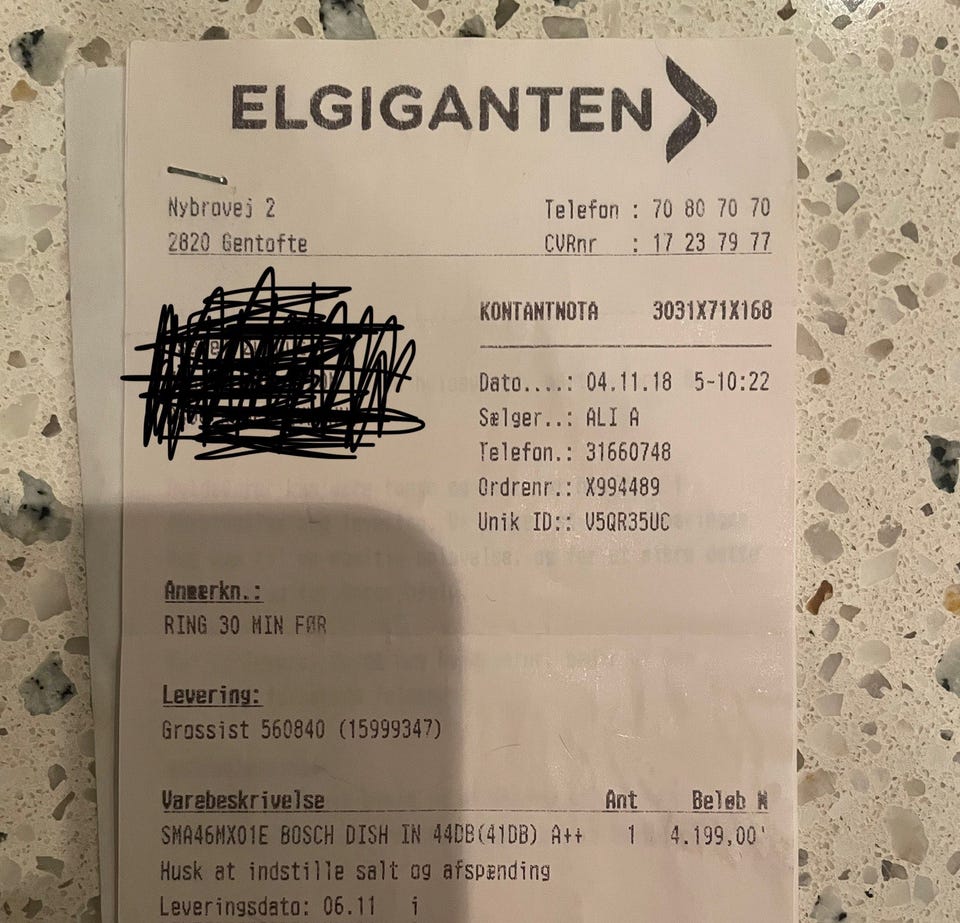 ELGIGANTEN
Nybrovej 2
2820 Gentofte
Telefon : 70 80 70 70
CVRnr : 17 23 79 77
KONTANTNOTA 3031X71X168
Dato....: 04.11.18 5-10:22
Sælger..: ALI A
Telefon.: 31660748
Ordrenr.: X994489
Unik ID:: V5QR35UC
Anmærkn.:
RING 30 MIN FØR
Levering:
Grossist 560840 (15999347)
Varebeskrivelse Ant Beløb N
SMA46MX01E BOSCH DISH IN 44DB(41DB) A++ 1 4.199,00'
Husk at indstille salt og afspænding
Leveringsdato: 06.11 i